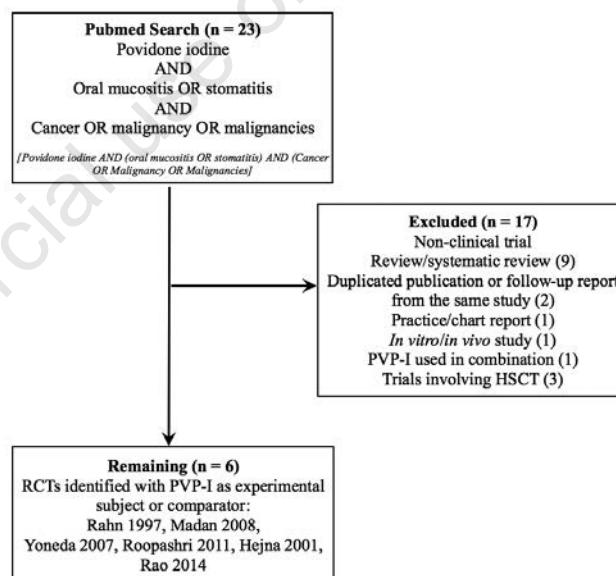 Pubmed Search (n = 23)
Povidone iodine
AND
Oral mucositis OR stomatitis
AND
Cancer OR malignancy OR malignancies
[Povidone iodine AND (oral mucositis OR stomatitis) AND (Cancer
OR Malignancy OR Malignancies]
Excluded (n = 17)
Non-clinical trial
Review/systematic review (9)
Duplicated publication or follow-up report
from the same study (2)
Practice/chart report (1)
In vitro/in vivo study (1)
PVP-I used in combination (1)
Trials involving HSCT (3)
Remaining (n = 6)
RCTs identified with PVP-I as experimental
subject or comparator:
Rahn 1997, Madan 2008,
Yoneda 2007, Roopashri 2011, Hejna 2001,
Rao 2014